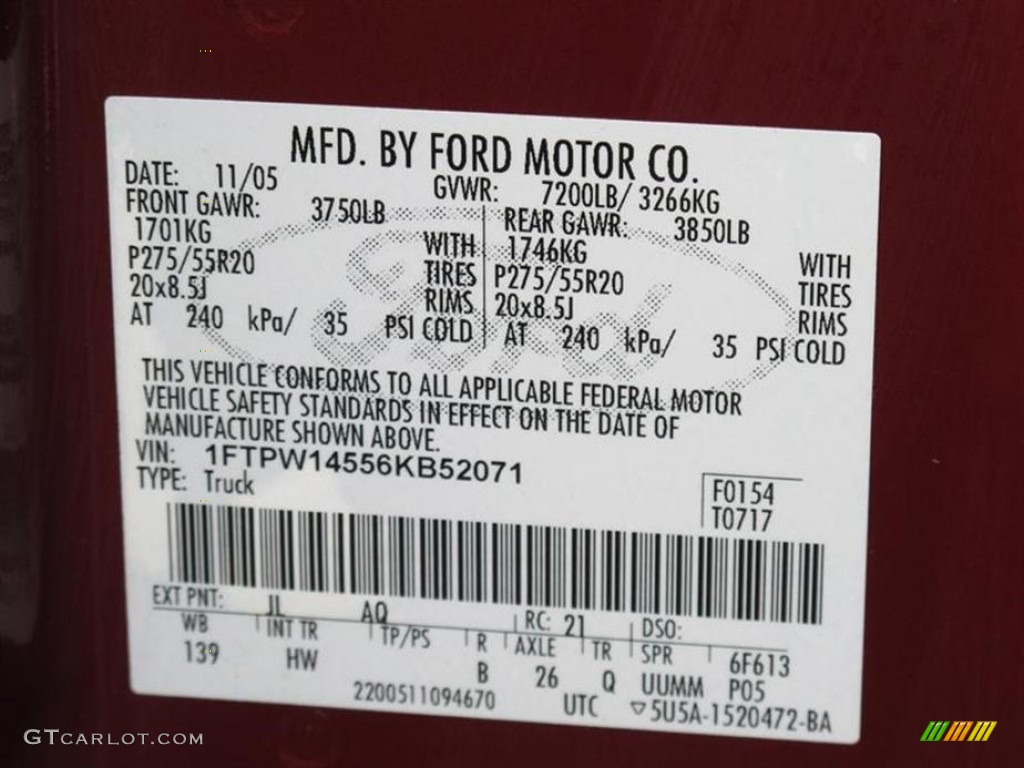 MFD. BY FORD MOTOR CO.
DATE: 11/05 GVWR: 7200LB/ 3266KG
FRONT GAWR: 3750LB REAR GAWR: 3850LB
1701KG WITH 1746KG WITH
P275/55R20 TIRES P275/55R20 TIRES
20x8.5J RIMS 20x8.5J RIMS
AT 240 kPa/ 35 PSI COLD AT 240 kPa/ 35 PSI COLD
Ford
THIS VEHICLE CONFORMS TO ALL APPLICABLE FEDERAL MOTOR
VEHICLE SAFETY STANDARDS IN EFFECT ON THE DATE OF
MANUFACTURE SHOWN ABOVE.
VIN: 1FTPW14556KB52071
TYPE: Truck
F0154
T0717
EXT PNT: JL AQ RC: 21 DSO:
WB INT TR TP/PS R AXLE TR SPR 6F613
139 HW B 26 Q UUMM P05
2200511094670 UTC ▽5U5A-1520472-BA
GTCARLOT.COM